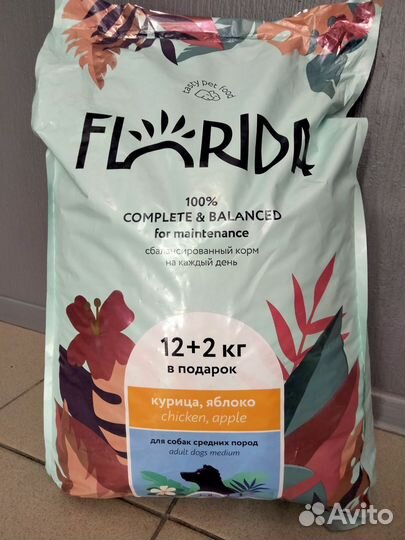 tasty pet food
FLORIDA
100%
COMPLETE & BALANCED
for maintenance
сбалансированный корм
на каждый день
12+2 кг
в подарок
курица, яблоко
chicken, apple
для собак средних пород
adult dogs medium
Avito